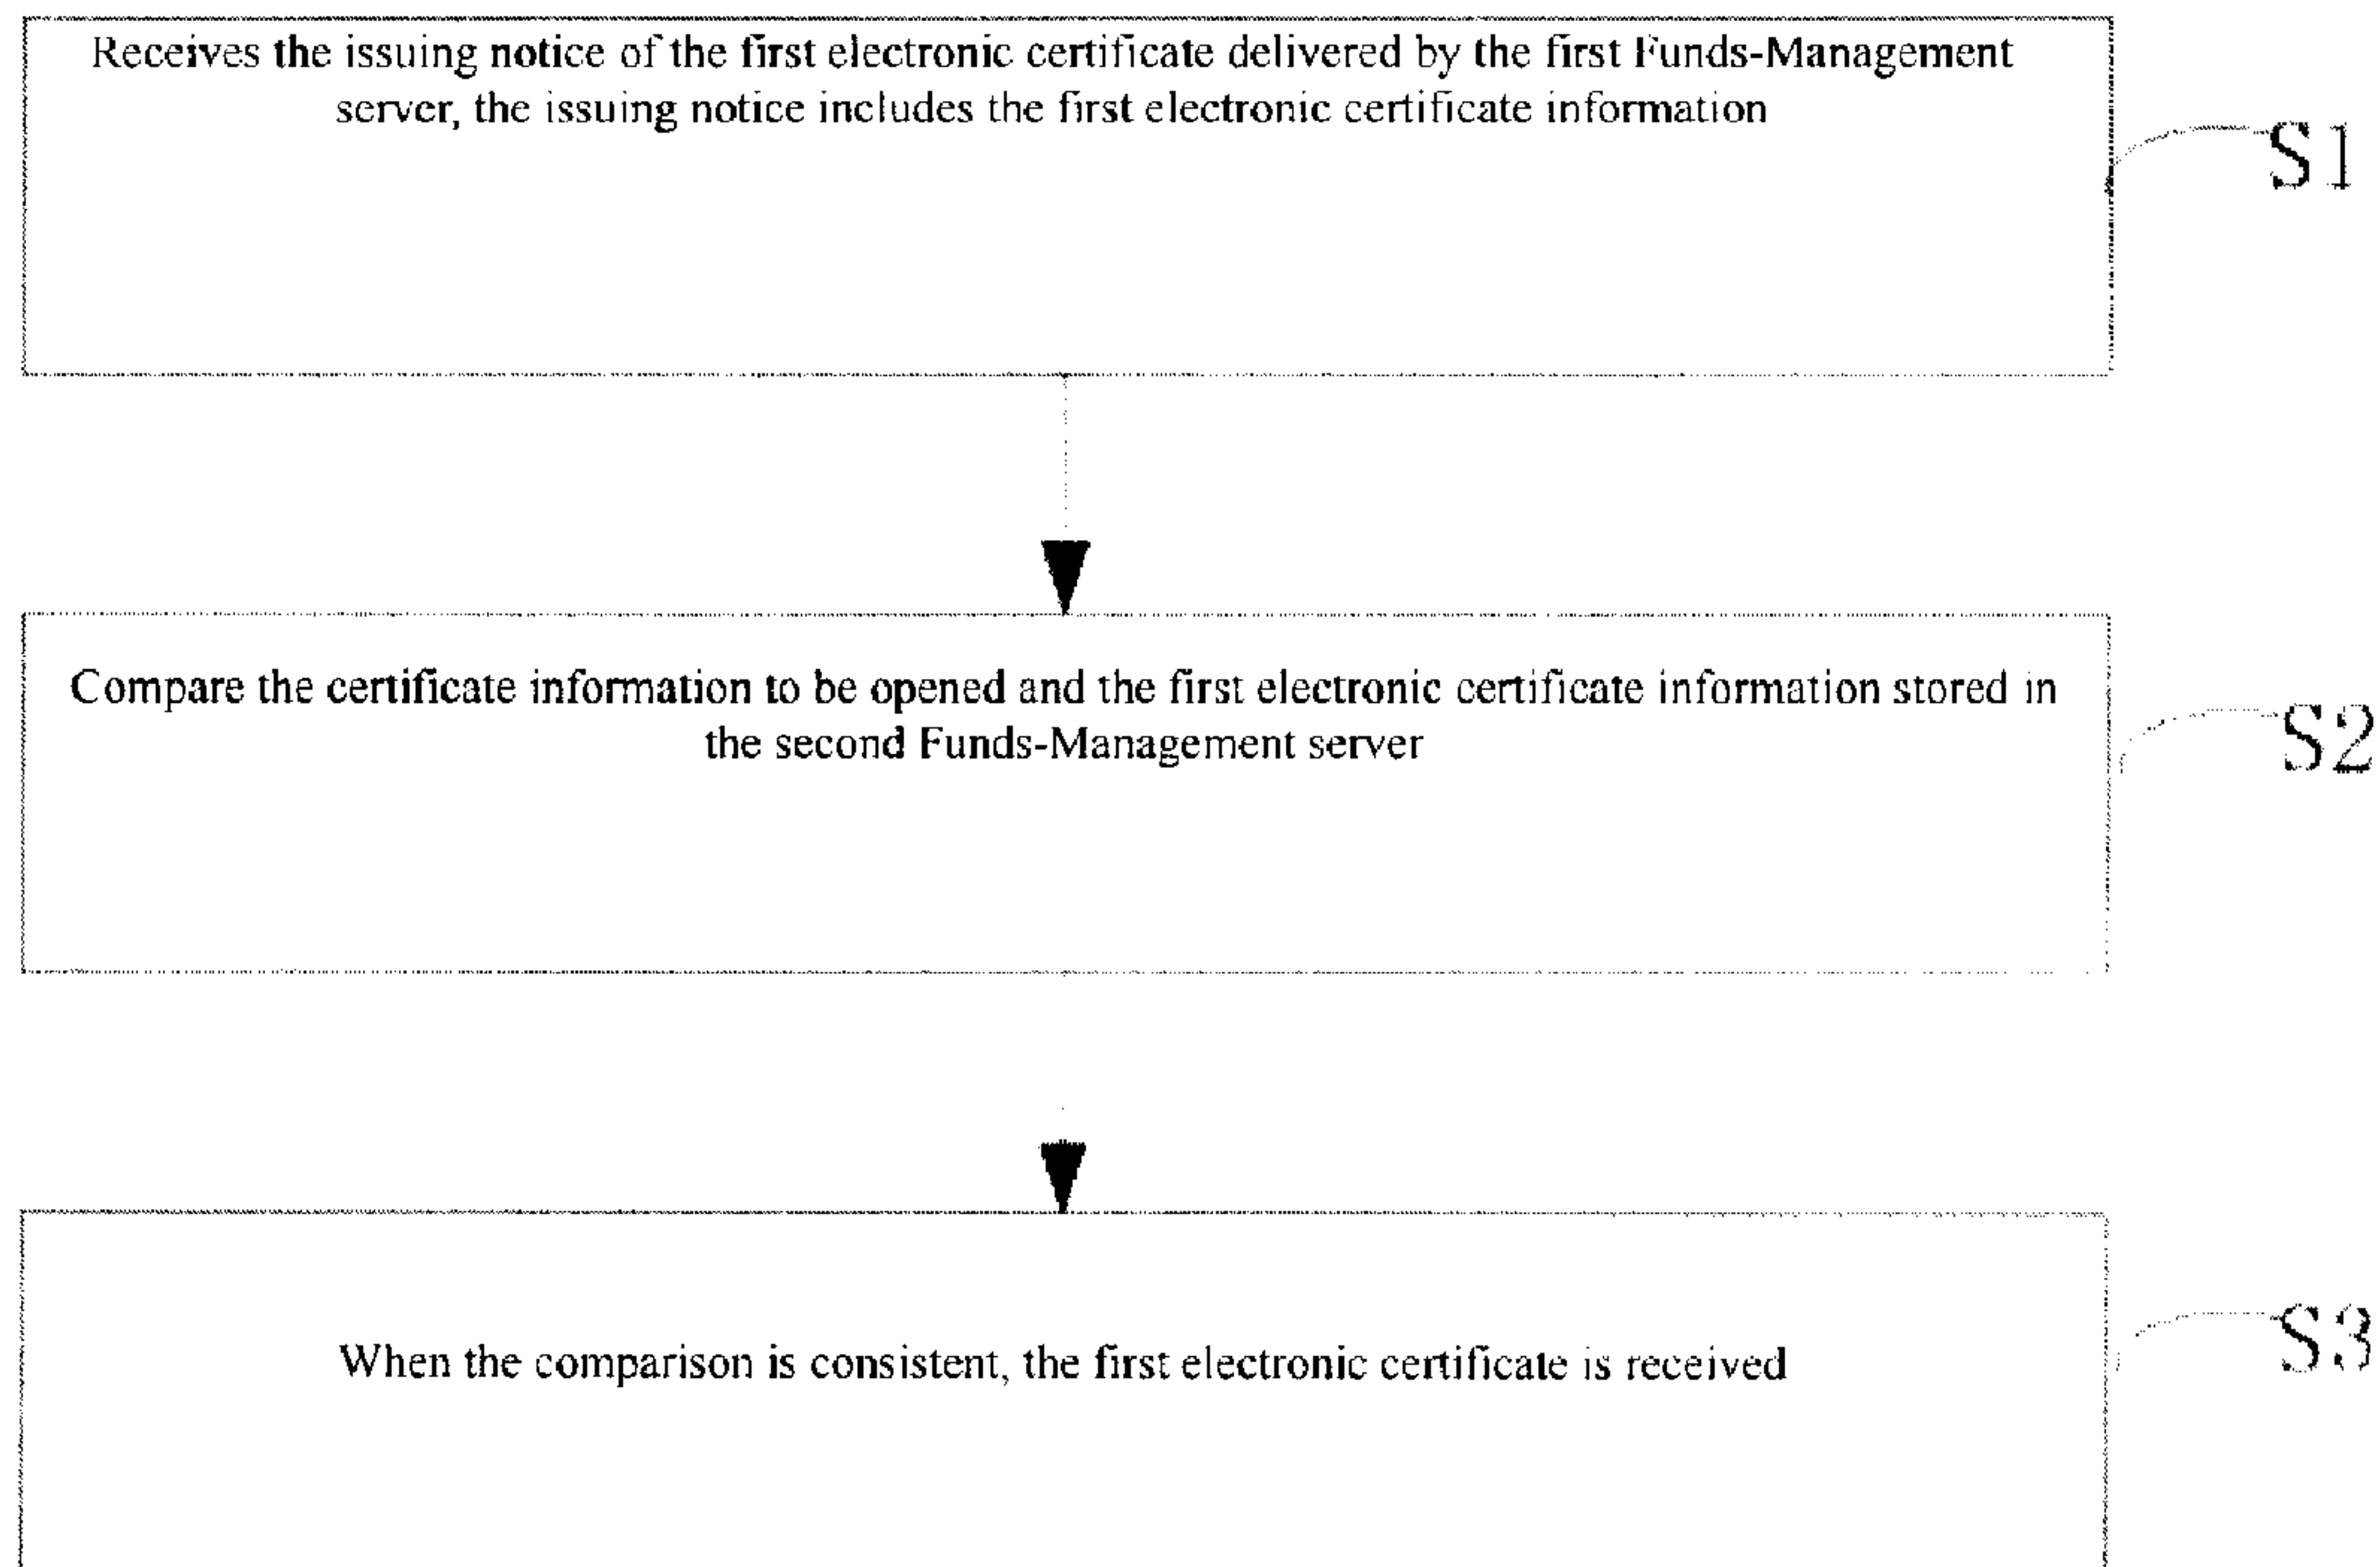 Receives the issuing notice of the first electronic certificate delivered by the first Funds-Management
server, the issuing notice includes the first electronic certificate information
S1
Compare the certificate information to be opened and the first electronic certificate information stored in
the second Funds-Management server
S2
When the comparison is consistent, the first electronic certificate is received
S3